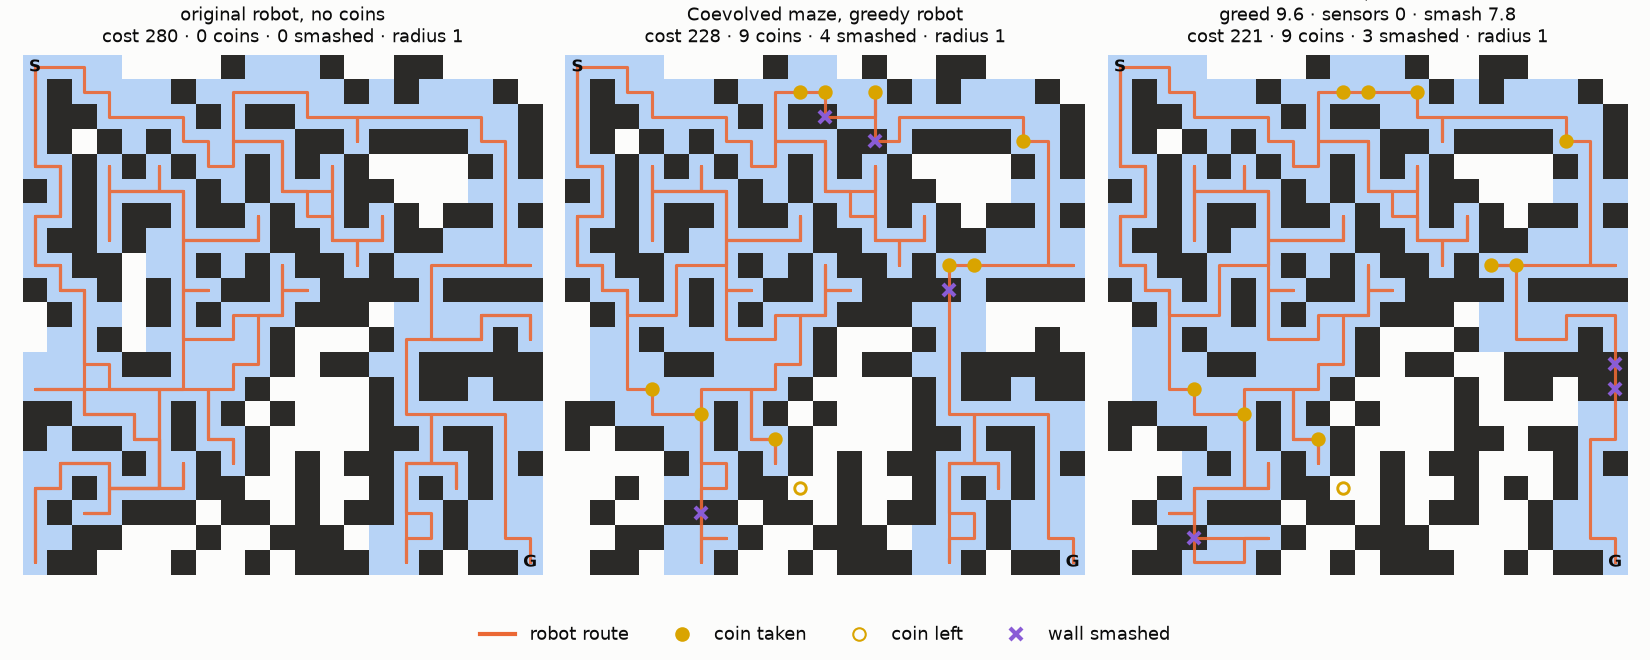 original robot, no coins
cost 280 · 0 coins · 0 smashed · radius 1
Coevolved maze, greedy robot
cost 228 · 9 coins · 4 smashed · radius 1
greed 9.6 · sensors 0 · smash 7.8
cost 221 · 9 coins · 3 smashed · radius 1
S
S
S
G
G
G
robot route
coin taken
coin left
wall smashed